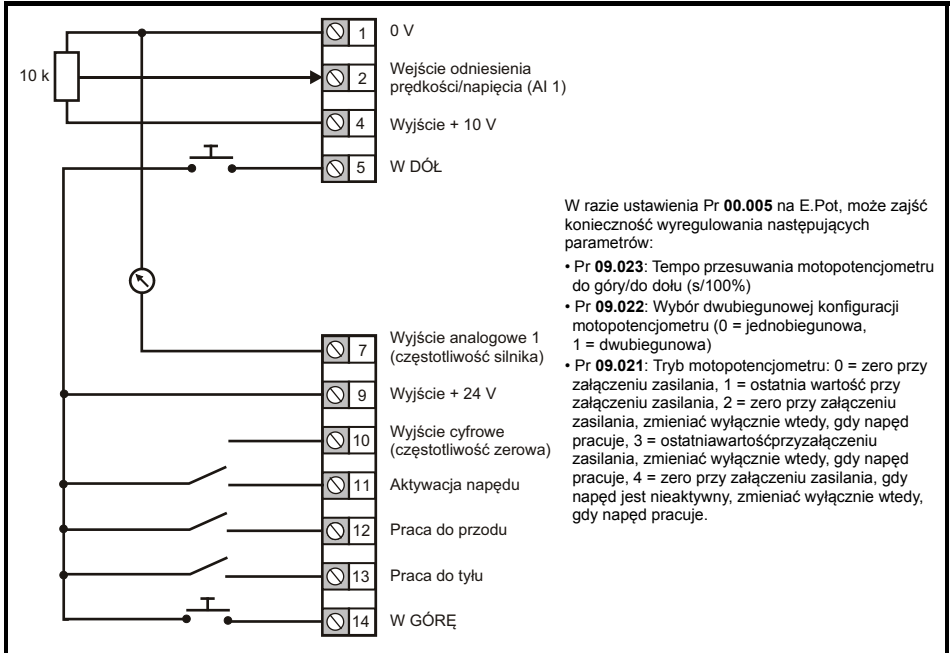 1 0 V
10 k
2 Wejście odniesienia
prędkości/napięcia (AI 1)
4 Wyjście + 10 V
5 W DÓŁ
7 Wyjście analogowe 1
(częstotliwość silnika)
9 Wyjście + 24 V
10 Wyjście cyfrowe
(częstotliwość zerowa)
11 Aktywacja napędu
12 Praca do przodu
13 Praca do tyłu
14 W GÓRĘ
W razie ustawienia Pr 00.005 na E.Pot, może zajść
konieczność wyregulowania następujących
parametrów:
• Pr 09.023: Tempo przesuwania motopotencjometru
do góry/do dołu (s/100%)
• Pr 09.022: Wybór dwubiegunowej konfiguracji
motopotencjometru (0 = jednobiegunowa,
1 = dwubiegunowa)
• Pr 09.021: Tryb motopotencjometru: 0 = zero przy
załączeniu zasilania, 1 = ostatnia wartość przy
załączeniu zasilania, 2 = zero przy załączeniu
zasilania, zmieniać wyłącznie wtedy, gdy napęd
pracuje, 3 = ostatniawartośćprzyzałączeniu
zasilania, zmieniać wyłącznie wtedy, gdy napęd
pracuje, 4 = zero przy załączeniu zasilania, gdy
napęd jest nieaktywny, zmieniać wyłącznie wtedy,
gdy napęd pracuje.